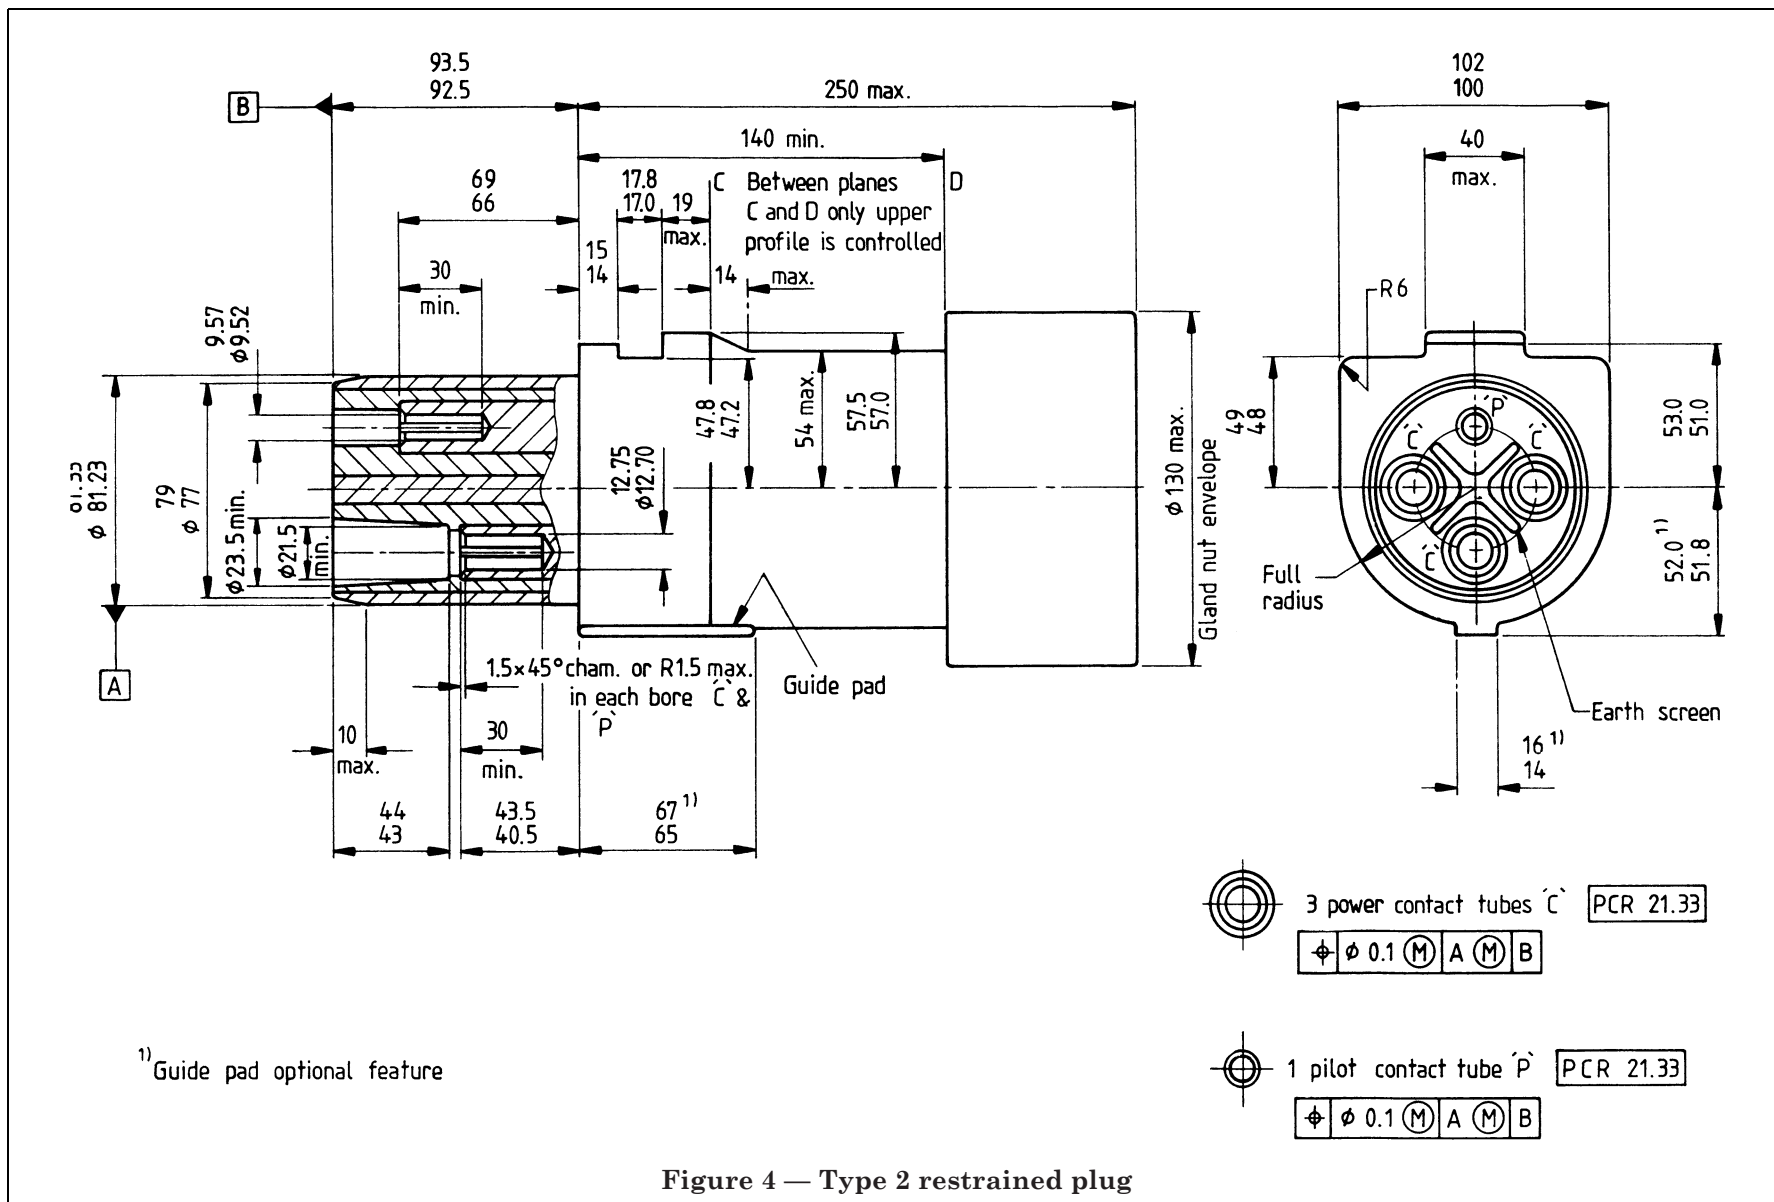 93.5
92.5
B
250 max.
102
100
140 min.
40
max.
69
66
17.8
17.0
19
max.
C Between planes D
C and D only upper
profile is controlled
15
14
14 max.
30
min.
R6
9.57
ϕ9.52
ϕ 81.23
79
ϕ 77
ϕ23.5min.
ϕ21.5
min.
12.75
ϕ12.70
47.8
47.2
54 max.
57.5
57.0
ϕ130 max.
Gland nut envelope
49
48
53.0
51.0
52.0 1)
51.8
´P`
´C`
´C`
´C`
Full
radius
Earth screen
16 1)
14
A
1.5×45° cham. or R1.5 max.
in each bore ´C` &
´P`
Guide pad
10
max.
30
min.
44
43
43.5
40.5
67 1)
65
3 power contact tubes ´C` PCR 21.33
⌖ ϕ 0.1 Ⓜ A Ⓜ B
1 pilot contact tube ´P` PCR 21.33
⌖ ϕ 0.1 Ⓜ A Ⓜ B
1) Guide pad optional feature
Figure 4 — Type 2 restrained plug